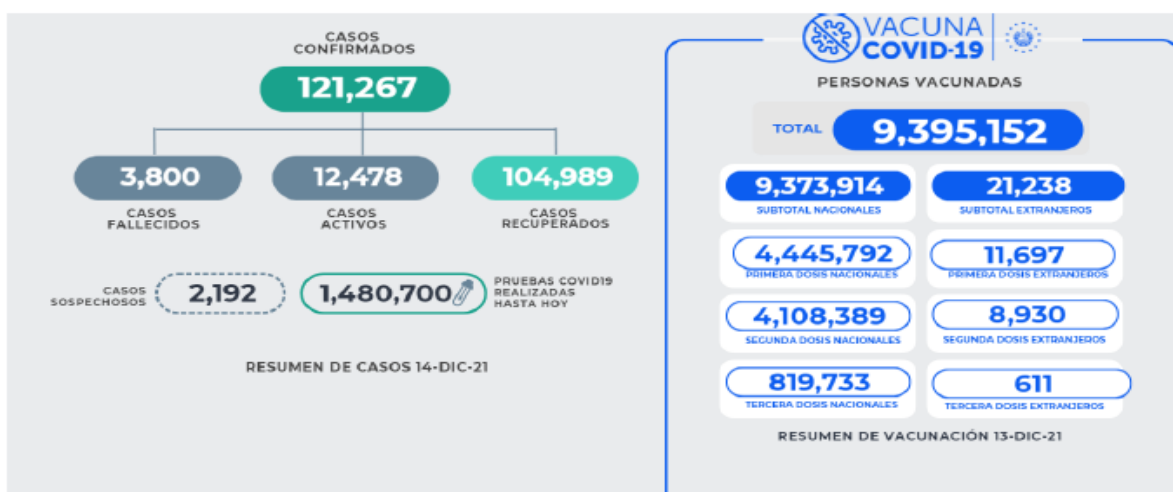 CASOS
CONFIRMADOS
121,267
3,800
12,478
104,989
CASOS
FALLECIDOS
CASOS
ACTIVOS
CASOS
RECUPERADOS
CASOS
SOSPECHOSOS
2,192
1,480,700
PRUEBAS COVID19
REALIZADAS
HASTA HOY
RESUMEN DE CASOS 14-DIC-21
VACUNA
COVID-19
PERSONAS VACUNADAS
TOTAL
9,395,152
9,373,914
SUBTOTAL NACIONALES
21,238
SUBTOTAL EXTRANJEROS
4,445,792
PRIMERA DOSIS NACIONALES
11,697
PRIMERA DOSIS EXTRANJEROS
4,108,389
SEGUNDA DOSIS NACIONALES
8,930
SEGUNDA DOSIS EXTRANJEROS
819,733
TERCERA DOSIS NACIONALES
611
TERCERA DOSIS EXTRANJEROS
RESUMEN DE VACUNACIÓN 13-DIC-21